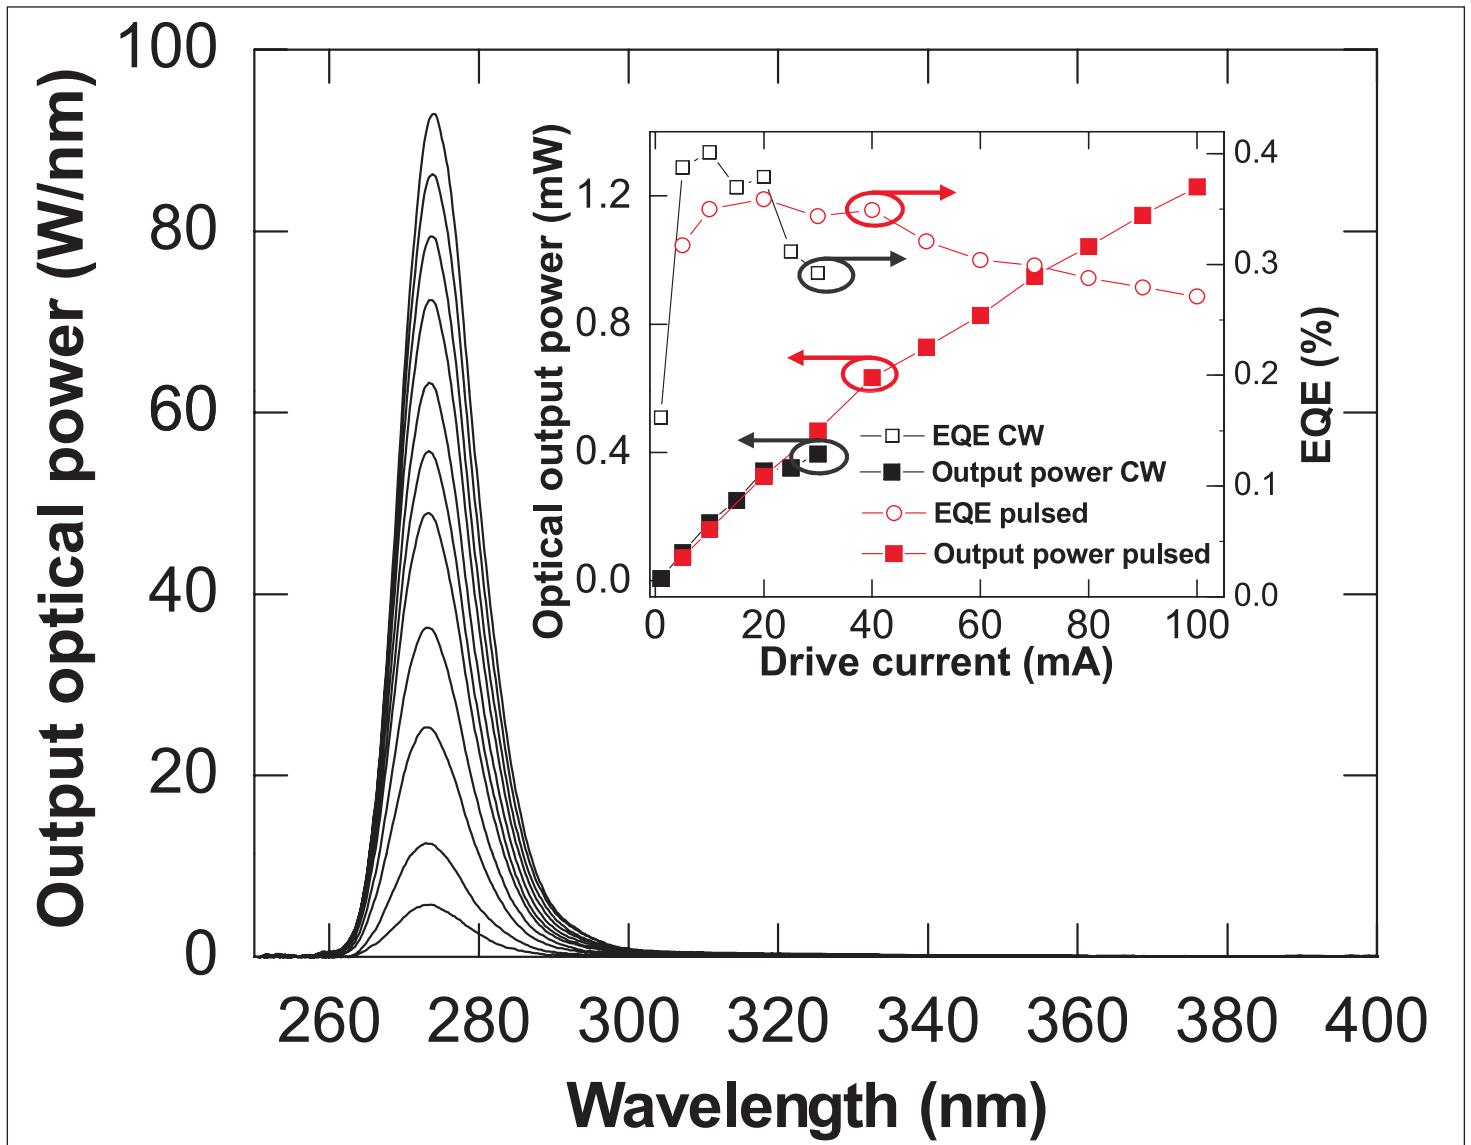 Output optical power (W/nm)
100
80
60
40
20
0
260 280 300 320 340 360 380 400
Wavelength (nm)
Optical output power (mW)
1.2
0.8
0.4
0.0
0 20 40 60 80 100
Drive current (mA)
0.4
0.3
0.2
0.1
0.0
EQE (%)
EQE CW
Output power CW
EQE pulsed
Output power pulsed